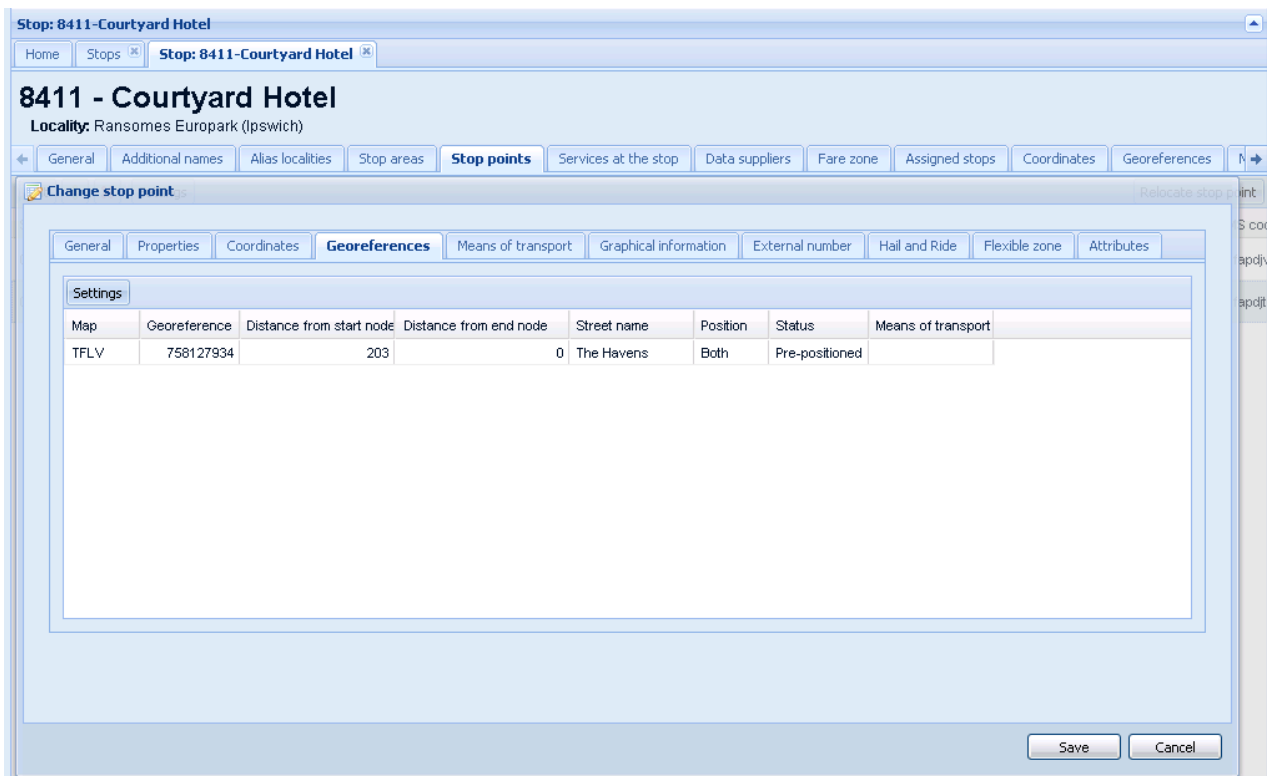 Stop: 8411-Courtyard Hotel
Home Stops Stop: 8411-Courtyard Hotel
8411 - Courtyard Hotel
Locality: Ransomes Europark (Ipswich)
General Additional names Alias localities Stop areas Stop points Services at the stop Data suppliers Fare zone Assigned stops Coordinates Georeferences
Change stop point Relocate stop point
General Properties Coordinates Georeferences Means of transport Graphical information External number Hail and Ride Flexible zone Attributes
Settings
Map Georeference Distance from start node Distance from end node Street name Position Status Means of transport
TFLV 758127934 203 0 The Havens Both Pre-positioned
Save Cancel